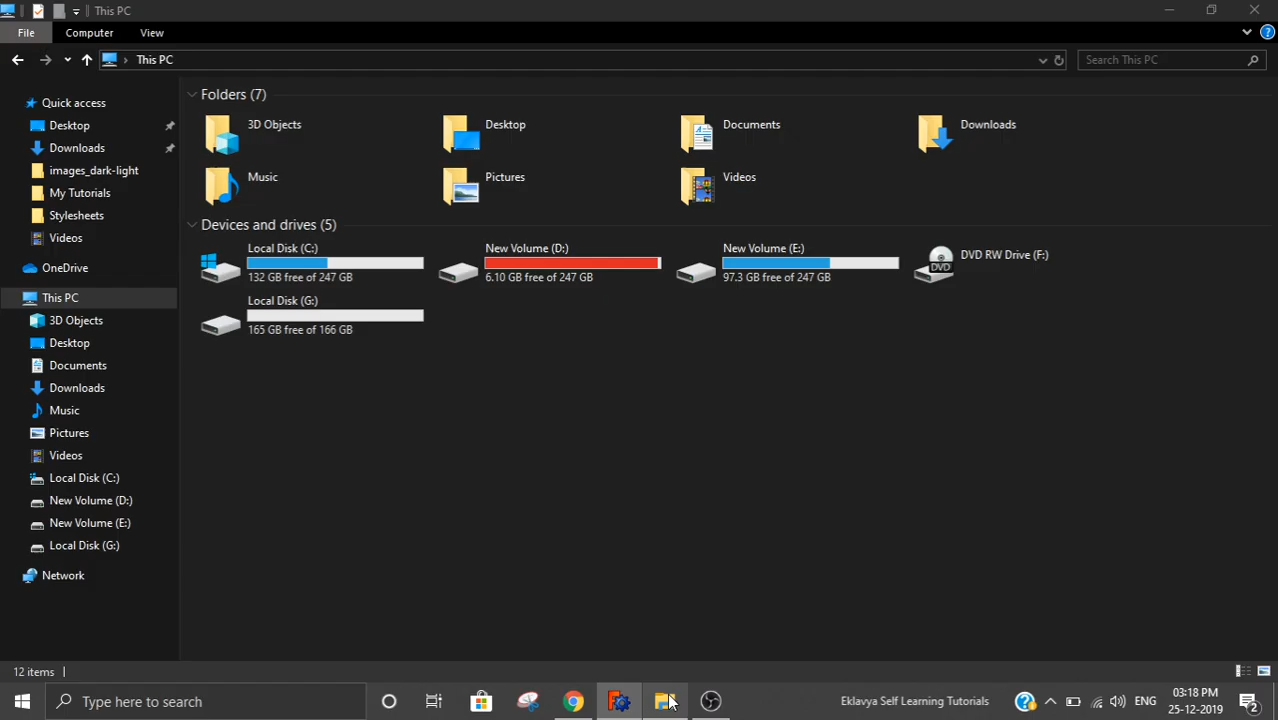 This PC
File Computer View
This PC Search This PC
Quick access
Desktop
Downloads
images_dark-light
My Tutorials
Stylesheets
Videos
OneDrive
This PC
3D Objects
Desktop
Documents
Downloads
Music
Pictures
Videos
Local Disk (C:)
New Volume (D:)
New Volume (E:)
Local Disk (G:)
Network
Folders (7)
3D Objects Desktop Documents Downloads
Music Pictures Videos
Devices and drives (5)
Local Disk (C:) New Volume (D:) New Volume (E:) DVD RW Drive (F:)
DVD
132 GB free of 247 GB 6.10 GB free of 247 GB 97.3 GB free of 247 GB
Local Disk (G:)
165 GB free of 166 GB
12 items
Type here to search Eklavya Self Learning Tutorials ENG
03:18 PM
25-12-2019
2